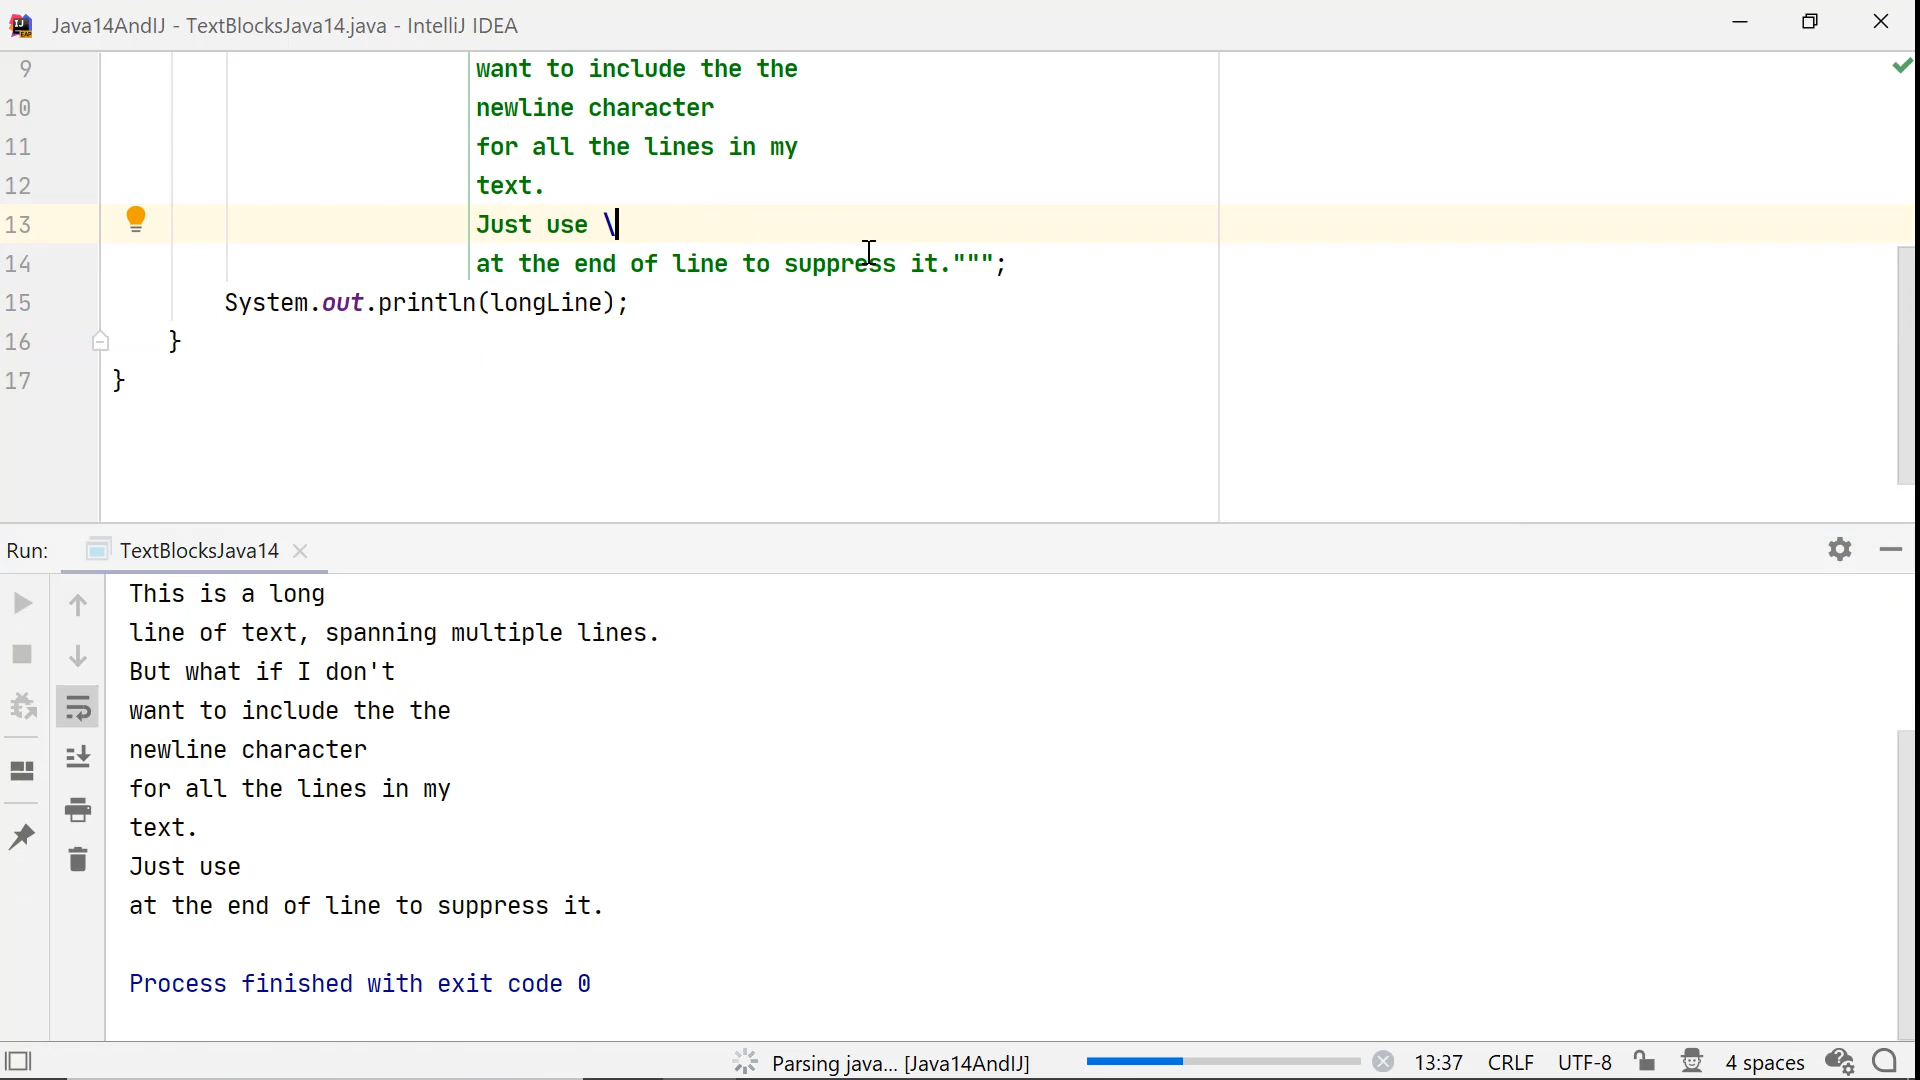 Java14AndIJ - TextBlocksJava14.java - IntelliJ IDEA
9 want to include the the
10 newline character
11 for all the lines in my
12 text.
13 Just use \
14 at the end of line to suppress it.""";
15 System.out.println(longLine);
16 }
17 }
Run: TextBlocksJava14
This is a long
line of text, spanning multiple lines.
But what if I don't
want to include the the
newline character
for all the lines in my
text.
Just use
at the end of line to suppress it.
Process finished with exit code 0
Parsing java... [Java14AndIJ] 13:37 CRLF UTF-8 4 spaces